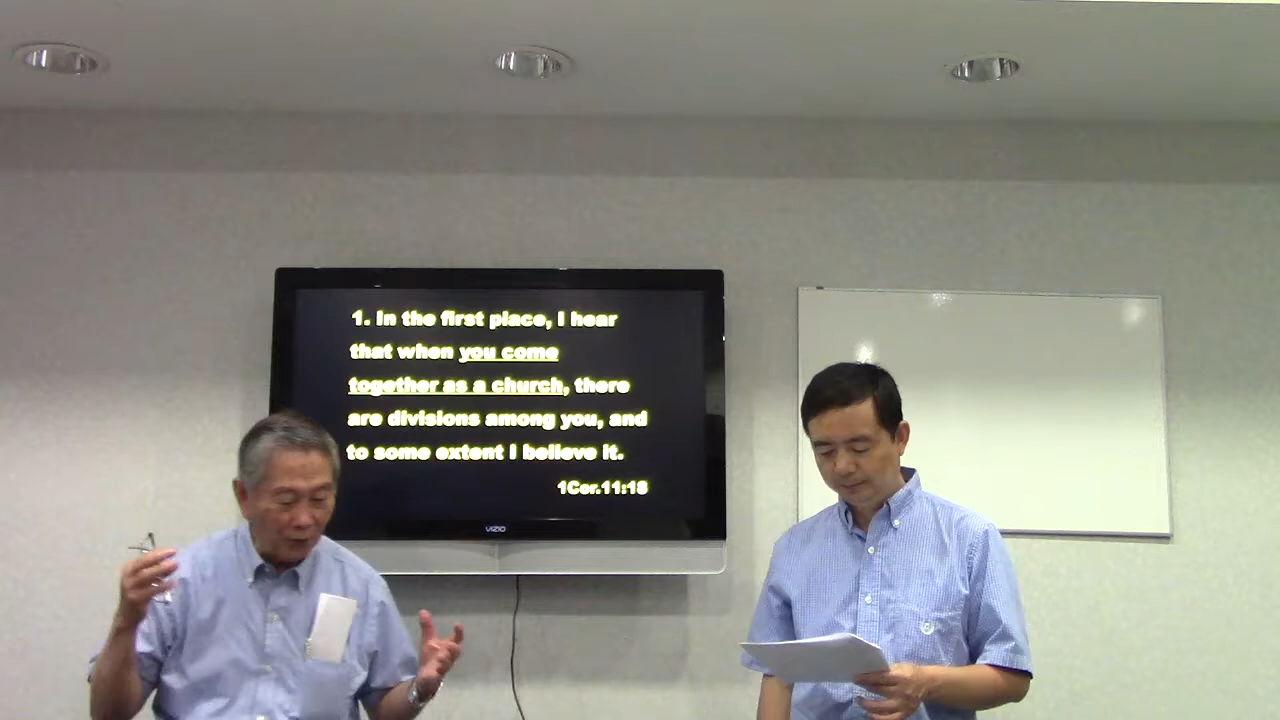 1. In the first place, I hear
that when you come
together as a church, there
are divisions among you, and
to some extent I believe it.
1Cor.11:18
VIZIO